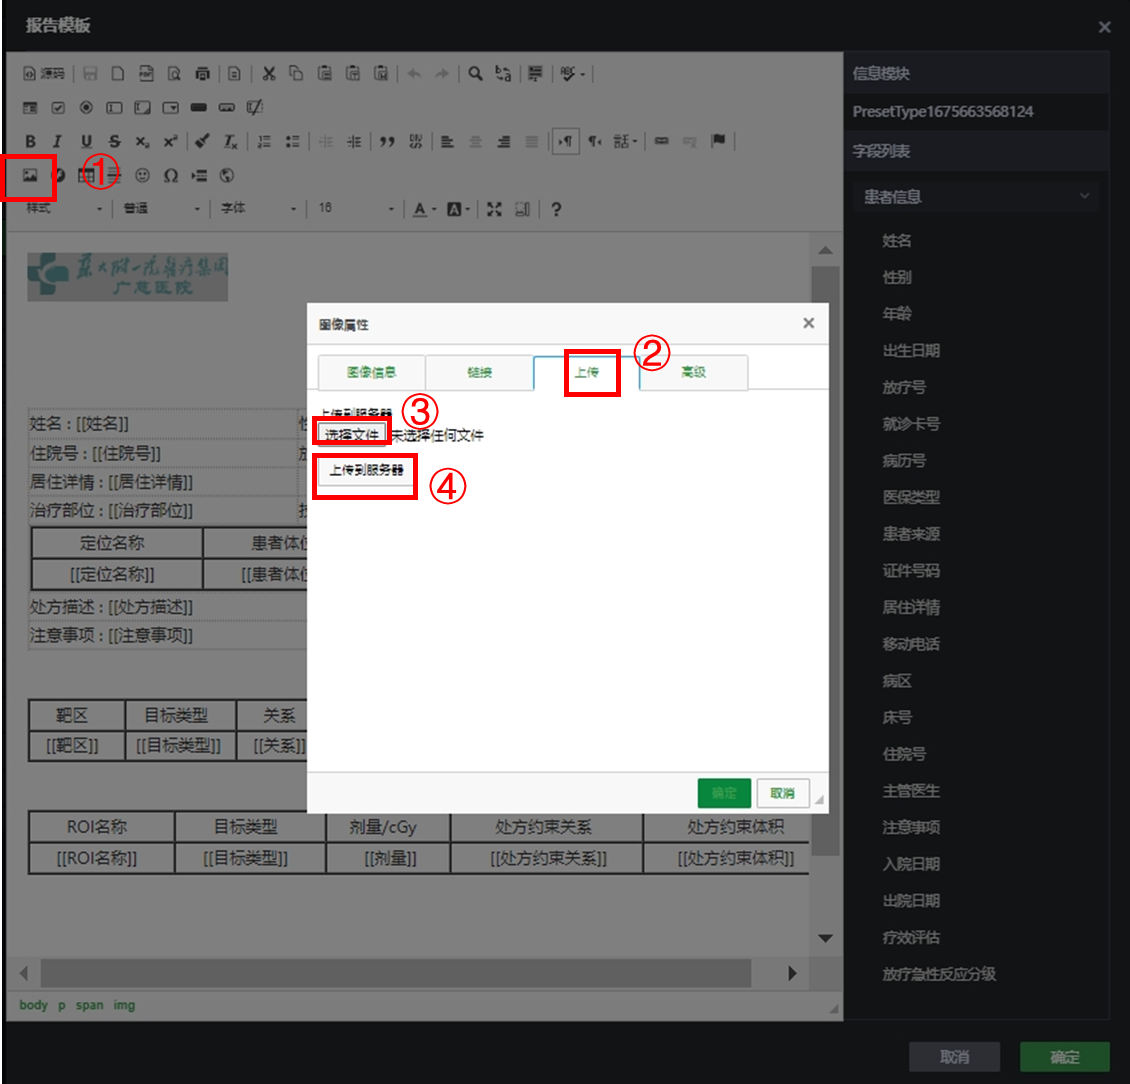 报告模板
源码
①
样式 普通 字体 16
苏大附一院医疗集团
广慈医院
姓名 : [[姓名]]
住院号 : [[住院号]]
居住详情 : [[居住详情]]
治疗部位 : [[治疗部位]]
定位名称 患者体位
[[定位名称]] [[患者体位
处方描述 : [[处方描述]]
注意事项 : [[注意事项]]
靶区 目标类型 关系
[[靶区]] [[目标类型]] [[关系]]
ROI名称 目标类型 剂量/cGy 处方约束关系 处方约束体积
[[ROI名称]] [[目标类型]] [[剂量]] [[处方约束关系]] [[处方约束体积]]
body p span img
图像属性
②
图像信息 链接 上传 高级
上传到服务器
③
选择文件 未选择任何文件
上传到服务器
④
确定 取消
信息模块
PresetType1675663568124
字段列表
患者信息
姓名
性别
年龄
出生日期
放疗号
就诊卡号
病历号
医保类型
患者来源
证件号码
居住详情
移动电话
病区
床号
住院号
主管医生
注意事项
入院日期
出院日期
疗效评估
放疗急性反应分级
取消 确定